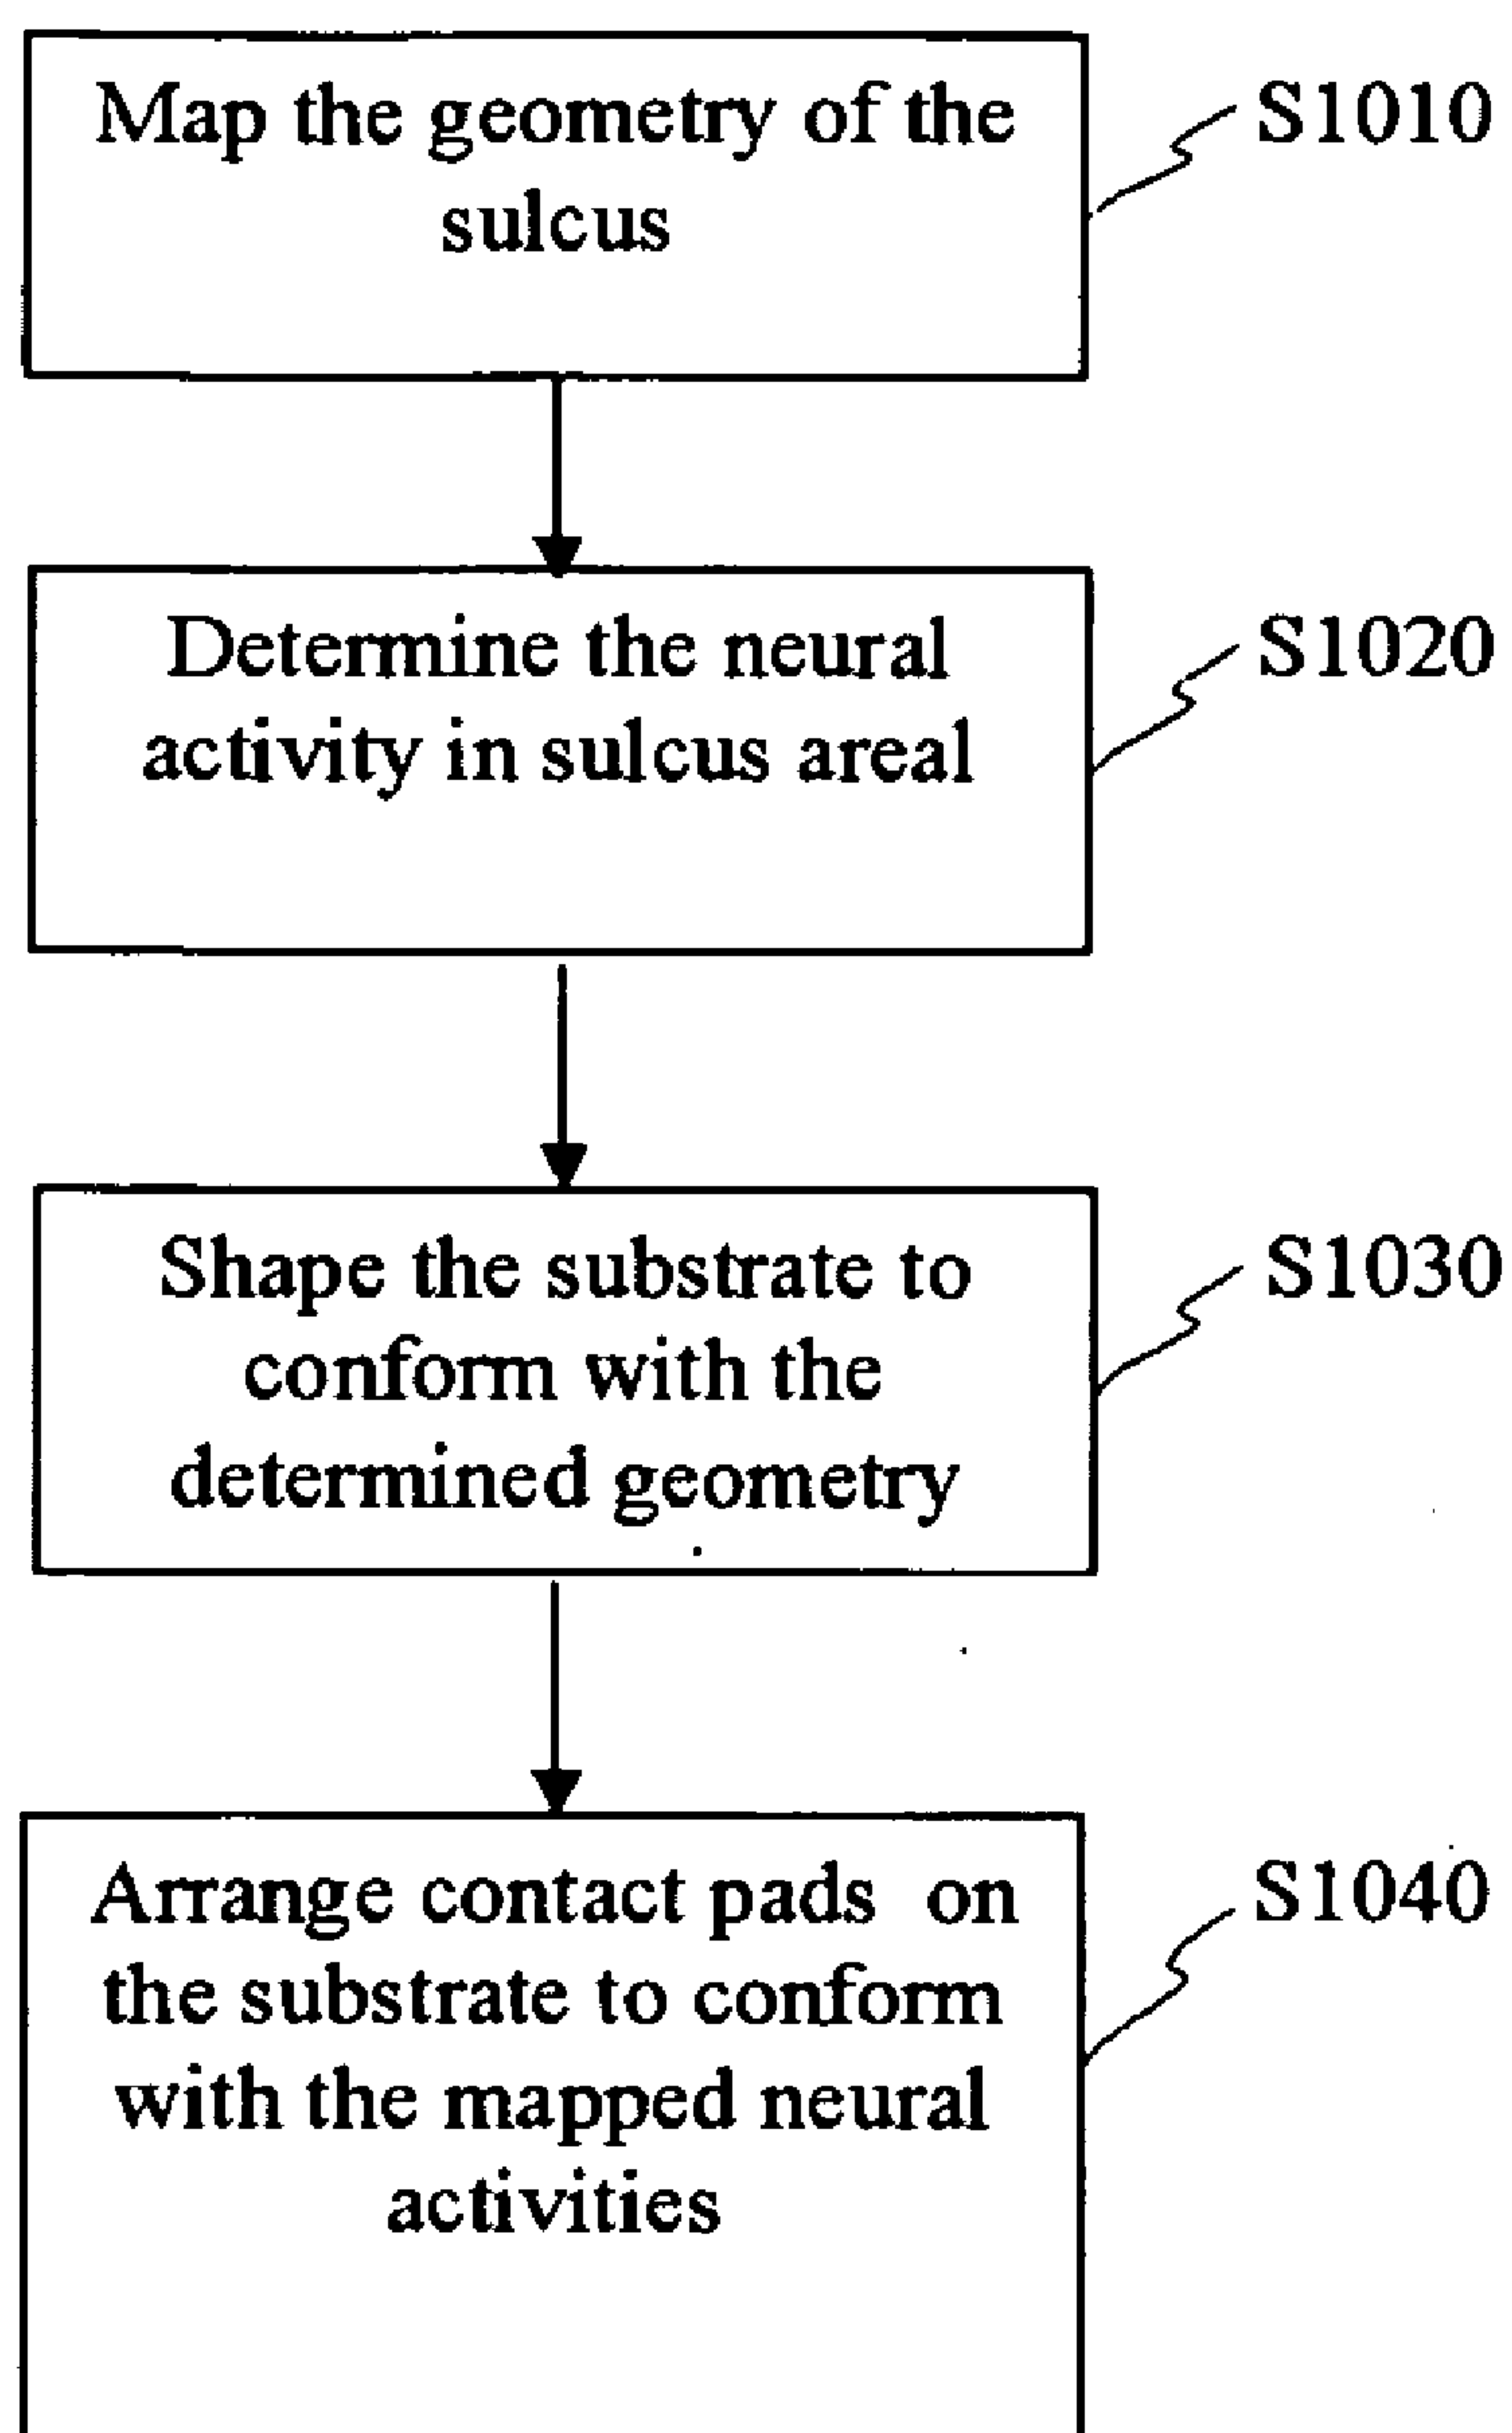 Map the geometry of the
sulcus
S1010
Determine the neural
activity in sulcus areal
S1020
Shape the substrate to
conform with the
determined geometry
S1030
Arrange contact pads on
the substrate to conform
with the mapped neural
activities
S1040